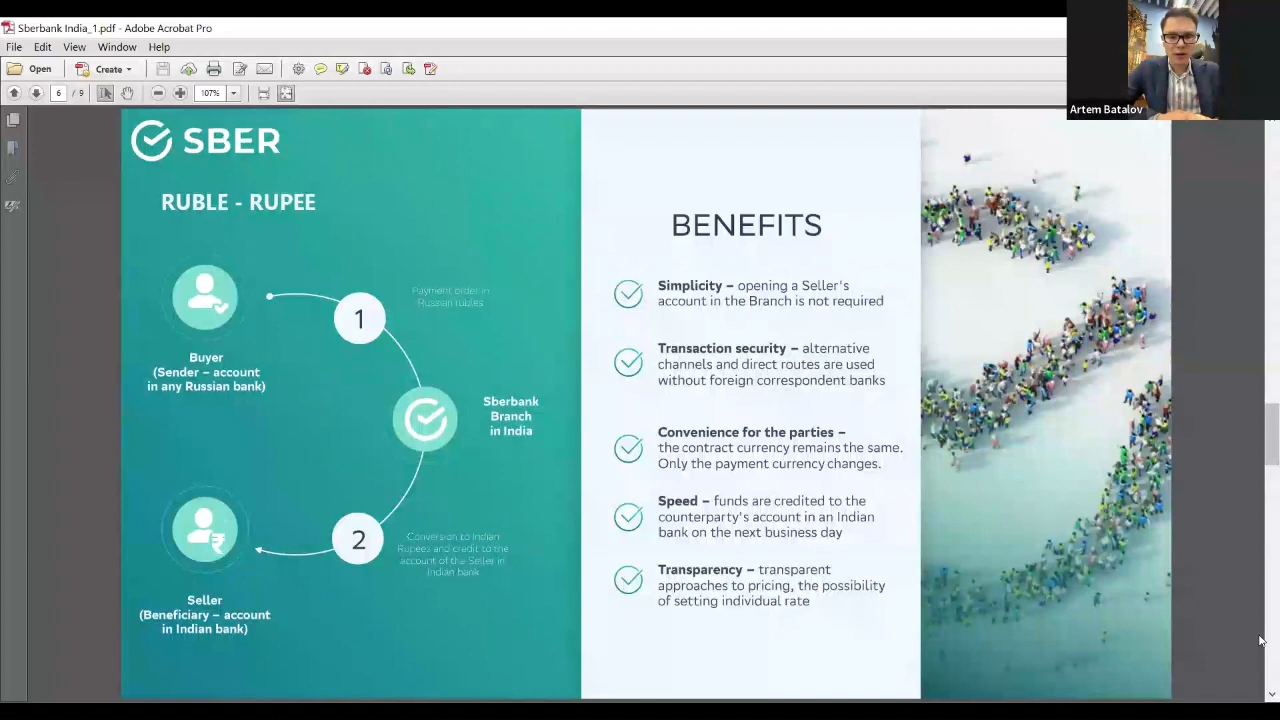 Sberbank India_1.pdf - Adobe Acrobat Pro
File Edit View Window Help
Open Create
6 / 9 107%
Artem Batalov
SBER
RUBLE - RUPEE
Buyer
(Sender – account
in any Russian bank)
1
Payment order in
Russian rubles
Sberbank
Branch
in India
2
Conversion to Indian
Rupees and credit to the
account of the Seller in
Indian bank
Seller
(Beneficiary – account
in Indian bank)
BENEFITS
Simplicity – opening a Seller's
account in the Branch is not required
Transaction security – alternative
channels and direct routes are used
without foreign correspondent banks
Convenience for the parties –
the contract currency remains the same.
Only the payment currency changes.
Speed – funds are credited to the
counterparty's account in an Indian
bank on the next business day
Transparency – transparent
approaches to pricing, the possibility
of setting individual rate